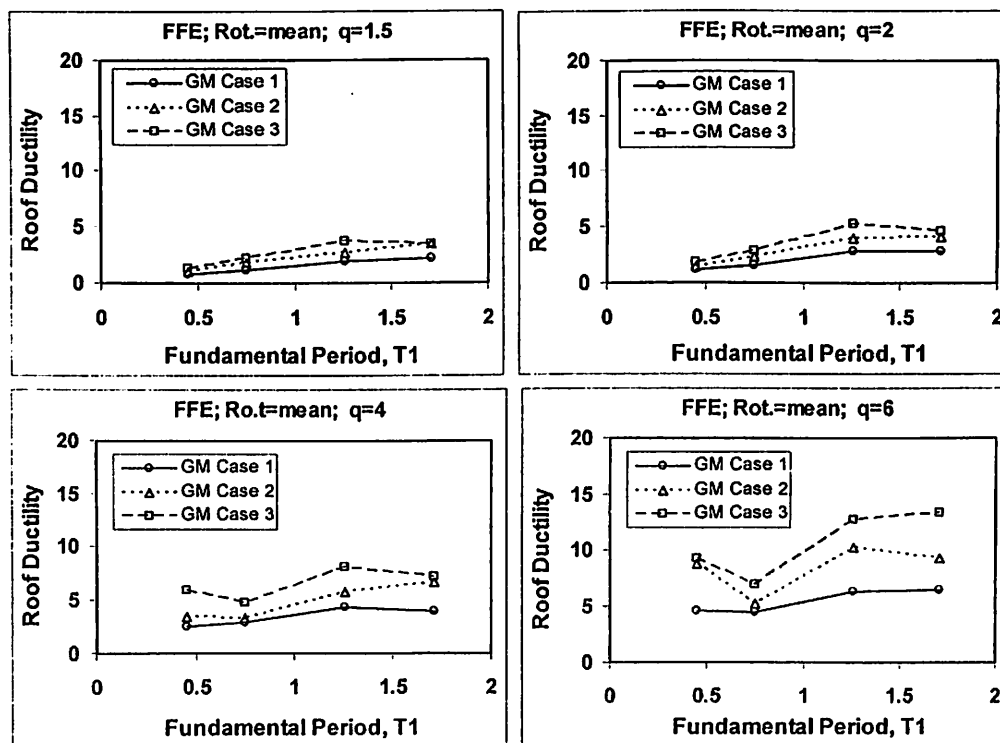 FFE; Rot.=mean; q=1.5
20
15
10
5
0
Roof Ductility
GM Case 1
GM Case 2
GM Case 3
0 0.5 1 1.5 2
Fundamental Period, T1
FFE; Rot.=mean; q=2
20
15
10
5
0
Roof Ductility
GM Case 1
GM Case 2
GM Case 3
0 0.5 1 1.5 2
Fundamental Period, T1
FFE; Ro.t=mean; q=4
20
15
10
5
0
Roof Ductility
GM Case 1
GM Case 2
GM Case 3
0 0.5 1 1.5 2
Fundamental Period, T1
FFE; Rot.=mean; q=6
20
15
10
5
0
Roof Ductility
GM Case 1
GM Case 2
GM Case 3
0 0.5 1 1.5 2
Fundamental Period, T1